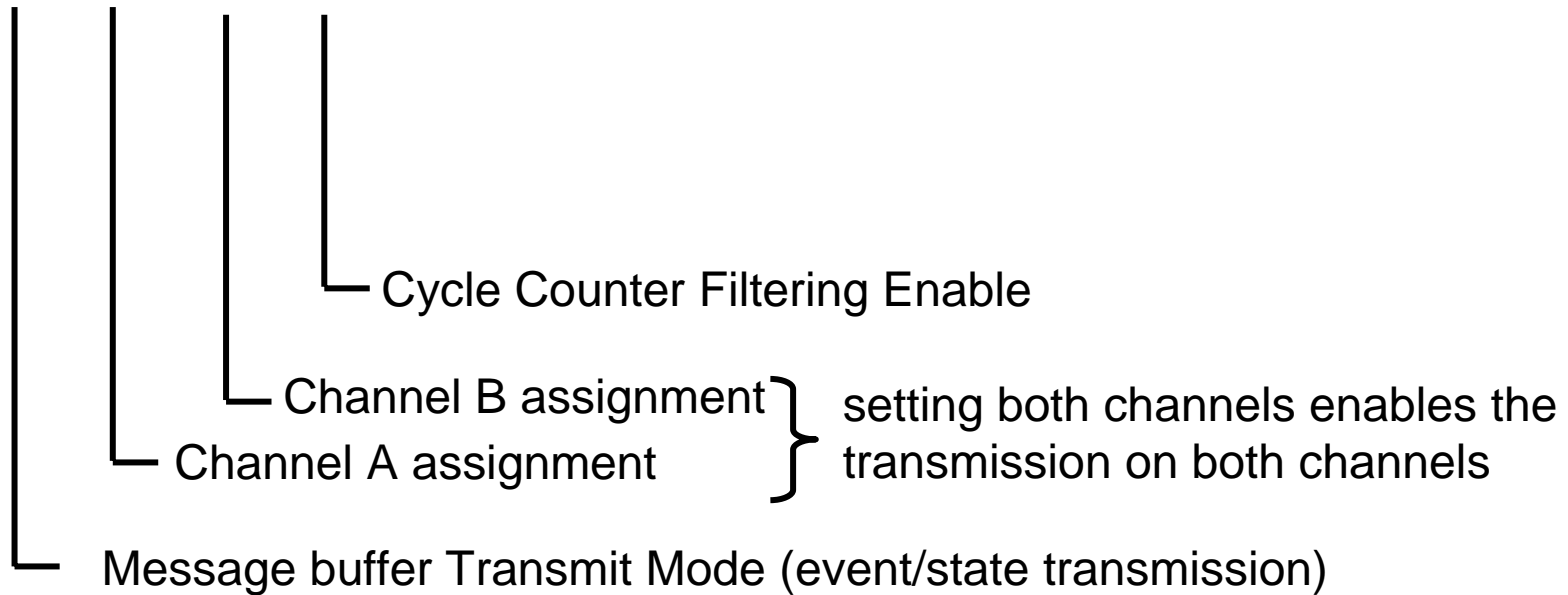 Cycle Counter Filtering Enable
Channel B assignment
Channel A assignment
setting both channels enables the
transmission on both channels
Message buffer Transmit Mode (event/state transmission)